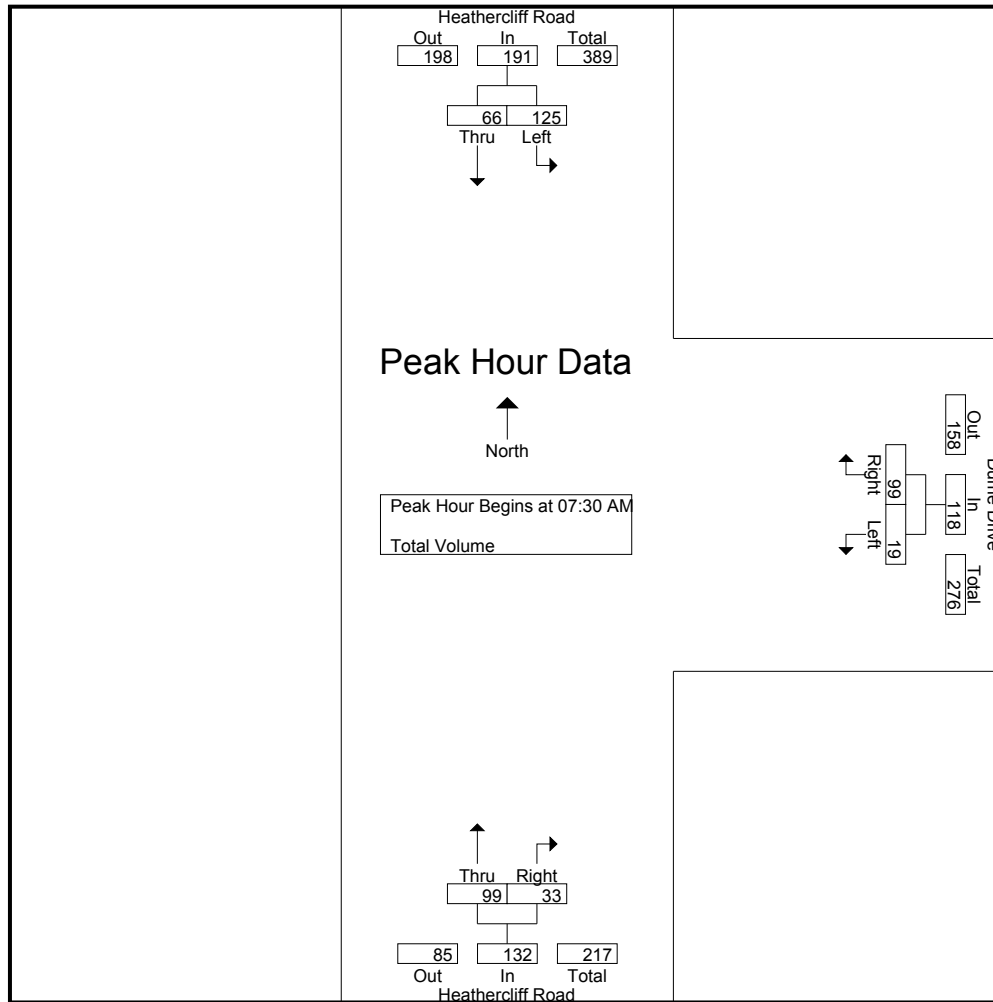 Heathercliff Road
Out In Total
198 191 389
66 125
Thru Left
Peak Hour Data
North
Peak Hour Begins at 07:30 AM
Total Volume
Right Left
99 19
Out In Total
158 118 276
Drive
Thru Right
99 33
85 132 217
Out In Total
Heathercliff Road